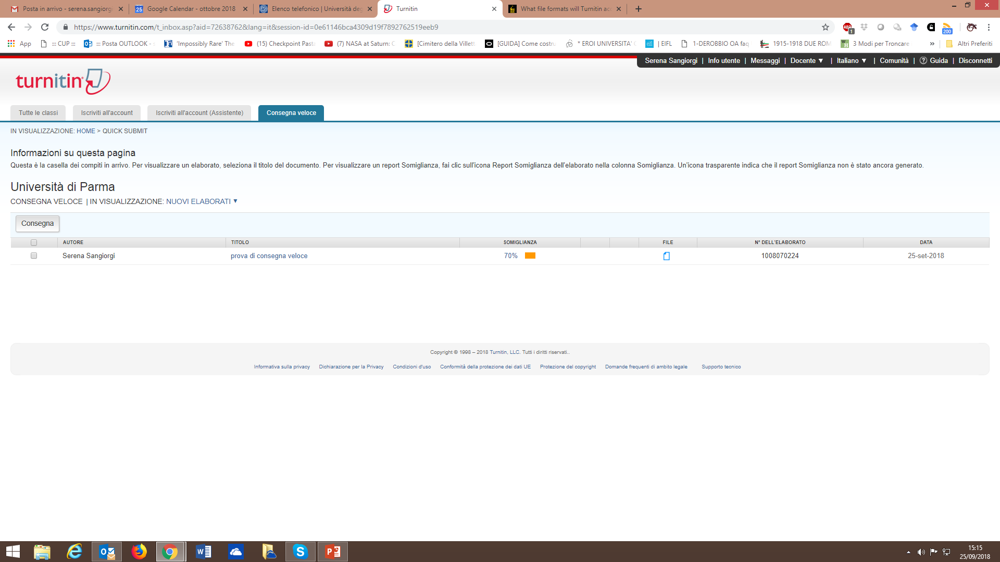 Posta in arrivo - serena.sangiorgi
Google Calendar - ottobre 2018
Elenco telefonico | Università deg
Turnitin
What file formats will Turnitin acc
https://www.turnitin.com/t_inbox.asp?aid=72638762&lang=it&session-id=0e61146bca4309d19f7892762519eeb9
ABP
1
200
App
::: CUP :::
::: Posta OUTLOOK - s
'Impossibly Rare' The
(15) Checkpoint Pasta
(7) NASA at Saturn: C
[Cimitero della Villett
[GUIDA] Come costru
* EROI UNIVERSITA' C
| EIFL
1-DEROBBIO OA faq
1915-1918 DUE ROM
3 Modi per Troncare
»
Altri Preferiti
Serena Sangiorgi | Info utente | Messaggi | Docente ▼ | Italiano ▼ | Comunità | ? Guida | Disconnetti
turnitin
Tutte le classi
Iscriviti all'account
Iscriviti all'account (Assistente)
Consegna veloce
IN VISUALIZZAZIONE: HOME > QUICK SUBMIT
Informazioni su questa pagina
Questa è la casella dei compiti in arrivo. Per visualizzare un elaborato, seleziona il titolo del documento. Per visualizzare un report Somiglianza, fai clic sull'icona Report Somiglianza dell'elaborato nella colonna Somiglianza. Un'icona trasparente indica che il report Somiglianza non è stato ancora generato.
Università di Parma
CONSEGNA VELOCE | IN VISUALIZZAZIONE: NUOVI ELABORATI ▼
Consegna
AUTORE TITOLO SOMIGLIANZA FILE N° DELL'ELABORATO DATA
Serena Sangiorgi prova di consegna veloce 70% 1008070224 25-set-2018
Copyright © 1998 – 2018 Turnitin, LLC. Tutti i diritti riservati..
Informativa sulla privacy Dichiarazione per la Privacy Condizioni d'uso Conformità della protezione dei dati UE Protezione del copyright Domande frequenti di ambito legale Supporto tecnico
15:15
25/09/2018